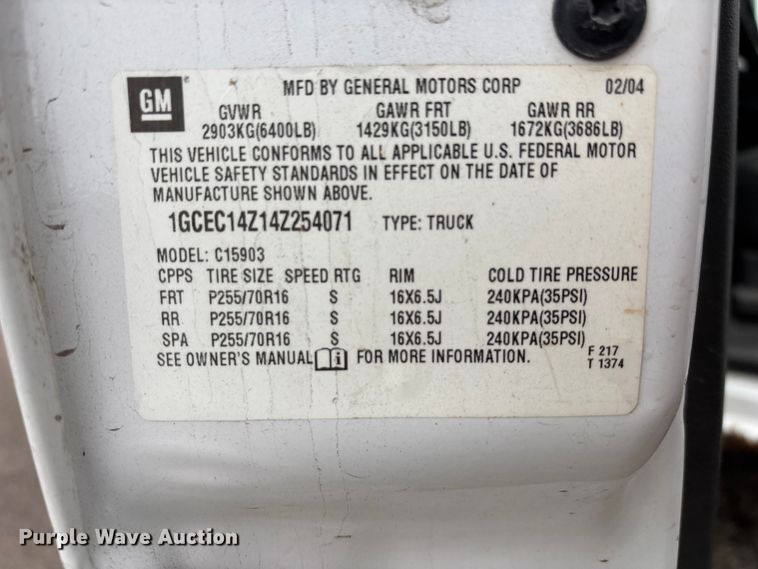 GM
MFD BY GENERAL MOTORS CORP 02/04
GVWR GAWR FRT GAWR RR
2903KG(6400LB) 1429KG(3150LB) 1672KG(3686LB)
THIS VEHICLE CONFORMS TO ALL APPLICABLE U.S. FEDERAL MOTOR
VEHICLE SAFETY STANDARDS IN EFFECT ON THE DATE OF
MANUFACTURE SHOWN ABOVE.
1GCEC14Z14Z254071 TYPE: TRUCK
MODEL: C15903
CPPS TIRE SIZE SPEED RTG RIM COLD TIRE PRESSURE
FRT P255/70R16 S 16X6.5J 240KPA(35PSI)
RR P255/70R16 S 16X6.5J 240KPA(35PSI)
SPA P255/70R16 S 16X6.5J 240KPA(35PSI)
SEE OWNER'S MANUAL FOR MORE INFORMATION.
F 217
T 1374
Purple Wave Auction